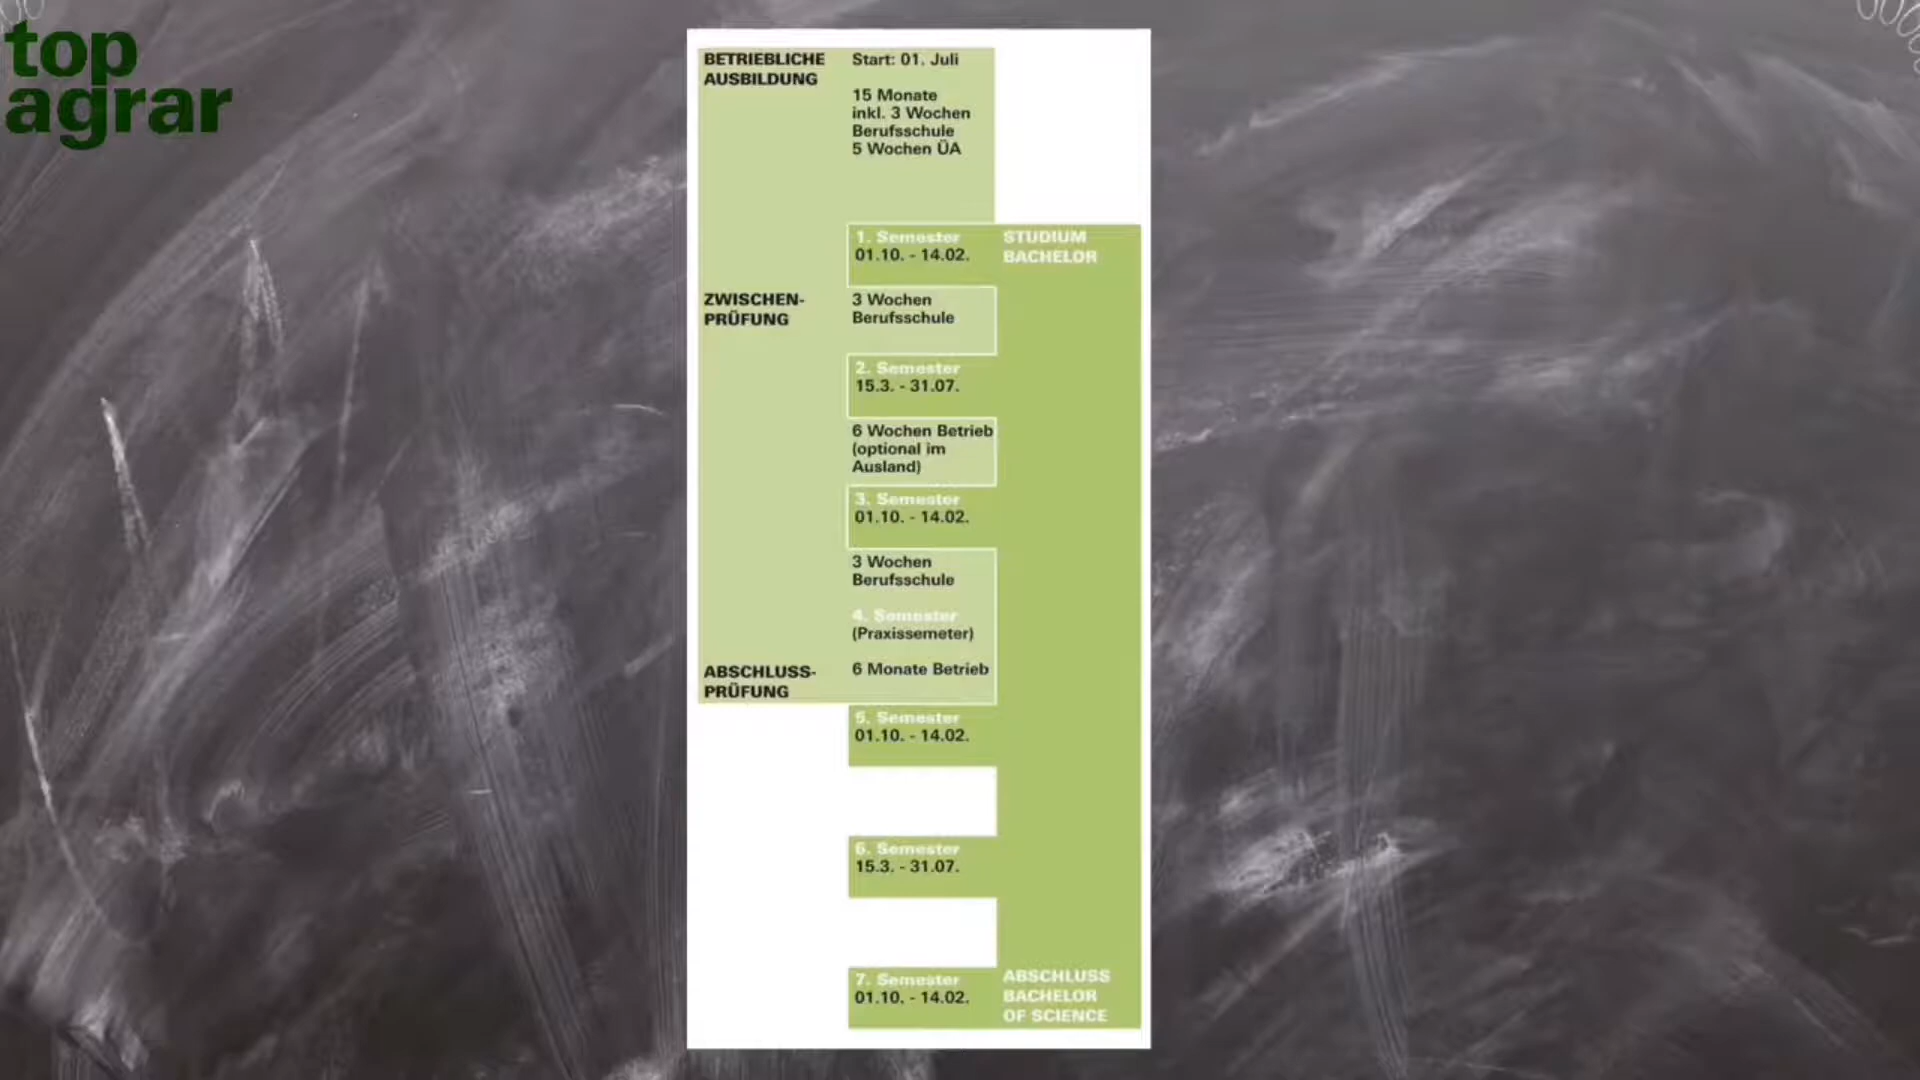 top
agrar
BETRIEBLICHE
AUSBILDUNG
Start: 01. Juli
15 Monate
inkl. 3 Wochen
Berufsschule
5 Wochen ÜA
1. Semester
01.10. - 14.02.
STUDIUM
BACHELOR
ZWISCHEN-
PRÜFUNG
3 Wochen
Berufsschule
2. Semester
15.3. - 31.07.
6 Wochen Betrieb
(optional im
Ausland)
3. Semester
01.10. - 14.02.
3 Wochen
Berufsschule
4. Semester
(Praxissemeter)
ABSCHLUSS-
PRÜFUNG
6 Monate Betrieb
5. Semester
01.10. - 14.02.
6. Semester
15.3. - 31.07.
7. Semester
01.10. - 14.02.
ABSCHLUSS
BACHELOR
OF SCIENCE